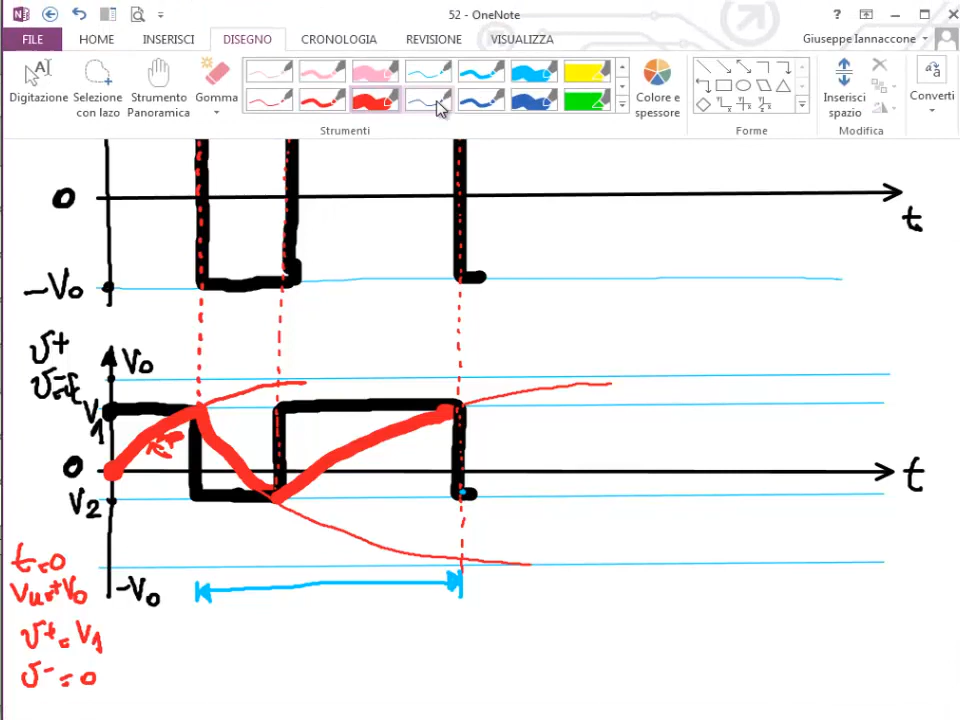 52 - OneNote
?
FILE HOME INSERISCI DISEGNO CRONOLOGIA REVISIONE VISUALIZZA Giuseppe Iannaccone
Digitazione Selezione con lazo Strumento Panoramica Gomma Colore e spessore Inserisci spazio Converti
Strumenti Forme Modifica
0
t
-V0
v+
V0
v-
V1
0
t
V2
t=0
-V0
Vu=+V0
v+=V1
v-=0